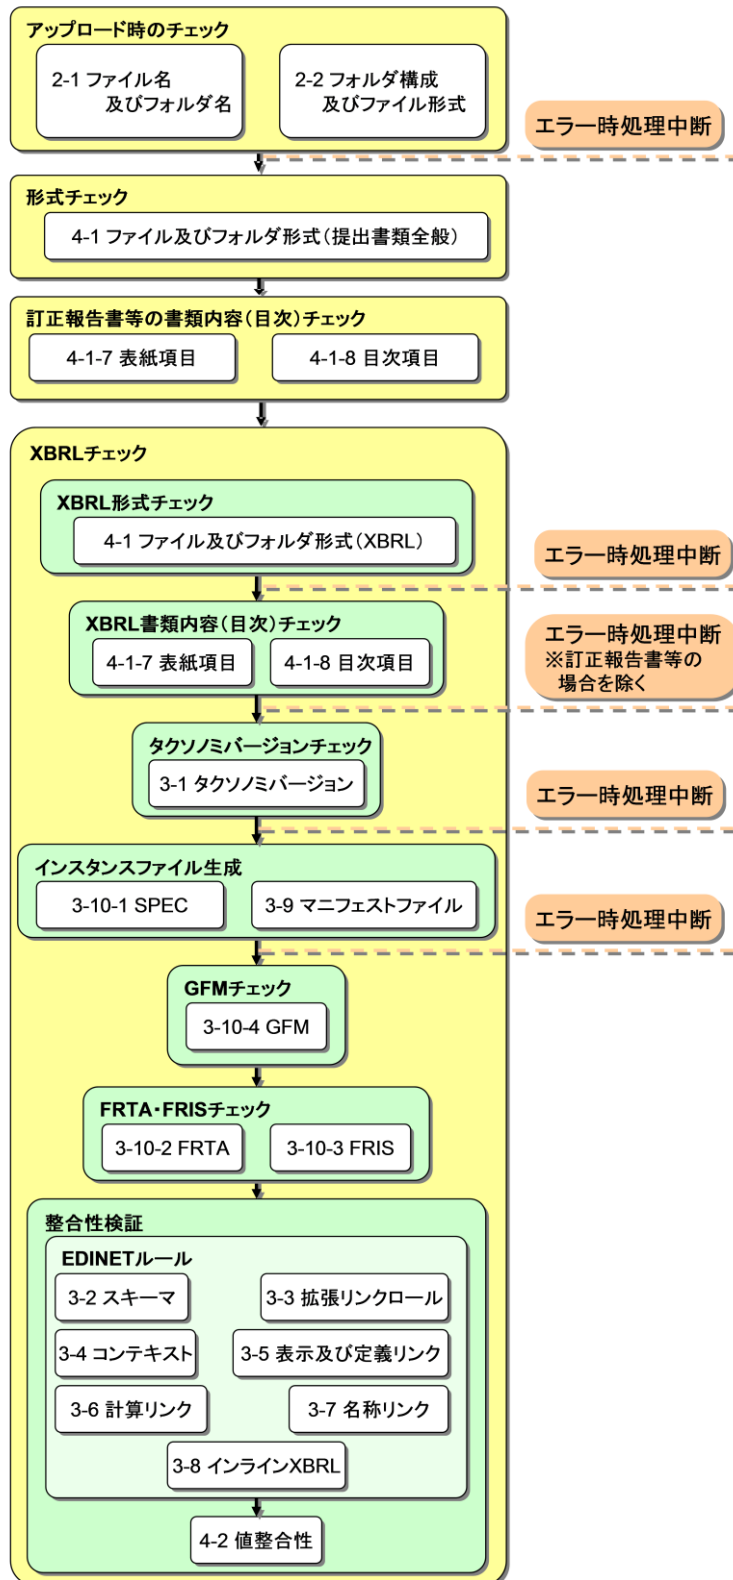 アップロード時のチェック
2-1 ファイル名
及びフォルダ名
2-2 フォルダ構成
及びファイル形式
エラー時処理中断
形式チェック
4-1 ファイル及びフォルダ形式(提出書類全般)
訂正報告書等の書類内容(目次)チェック
4-1-7 表紙項目
4-1-8 目次項目
XBRLチェック
XBRL形式チェック
4-1 ファイル及びフォルダ形式(XBRL)
エラー時処理中断
XBRL書類内容(目次)チェック
4-1-7 表紙項目
4-1-8 目次項目
エラー時処理中断
※訂正報告書等の
場合を除く
タクソノミバージョンチェック
3-1 タクソノミバージョン
エラー時処理中断
インスタンスファイル生成
3-10-1 SPEC
3-9 マニフェストファイル
エラー時処理中断
GFMチェック
3-10-4 GFM
FRTA・FRISチェック
3-10-2 FRTA
3-10-3 FRIS
整合性検証
EDINETルール
3-2 スキーマ
3-3 拡張リンクロール
3-4 コンテキスト
3-5 表示及び定義リンク
3-6 計算リンク
3-7 名称リンク
3-8 インラインXBRL
4-2 値整合性